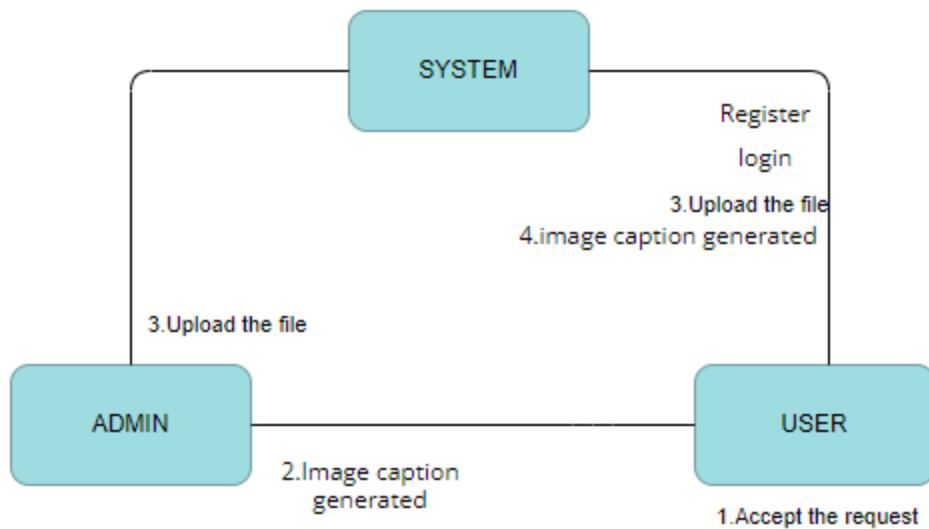 SYSTEM
Register
login
3.Upload the file
4.image caption generated
3.Upload the file
ADMIN
USER
2.Image caption
generated
1.Accept the request